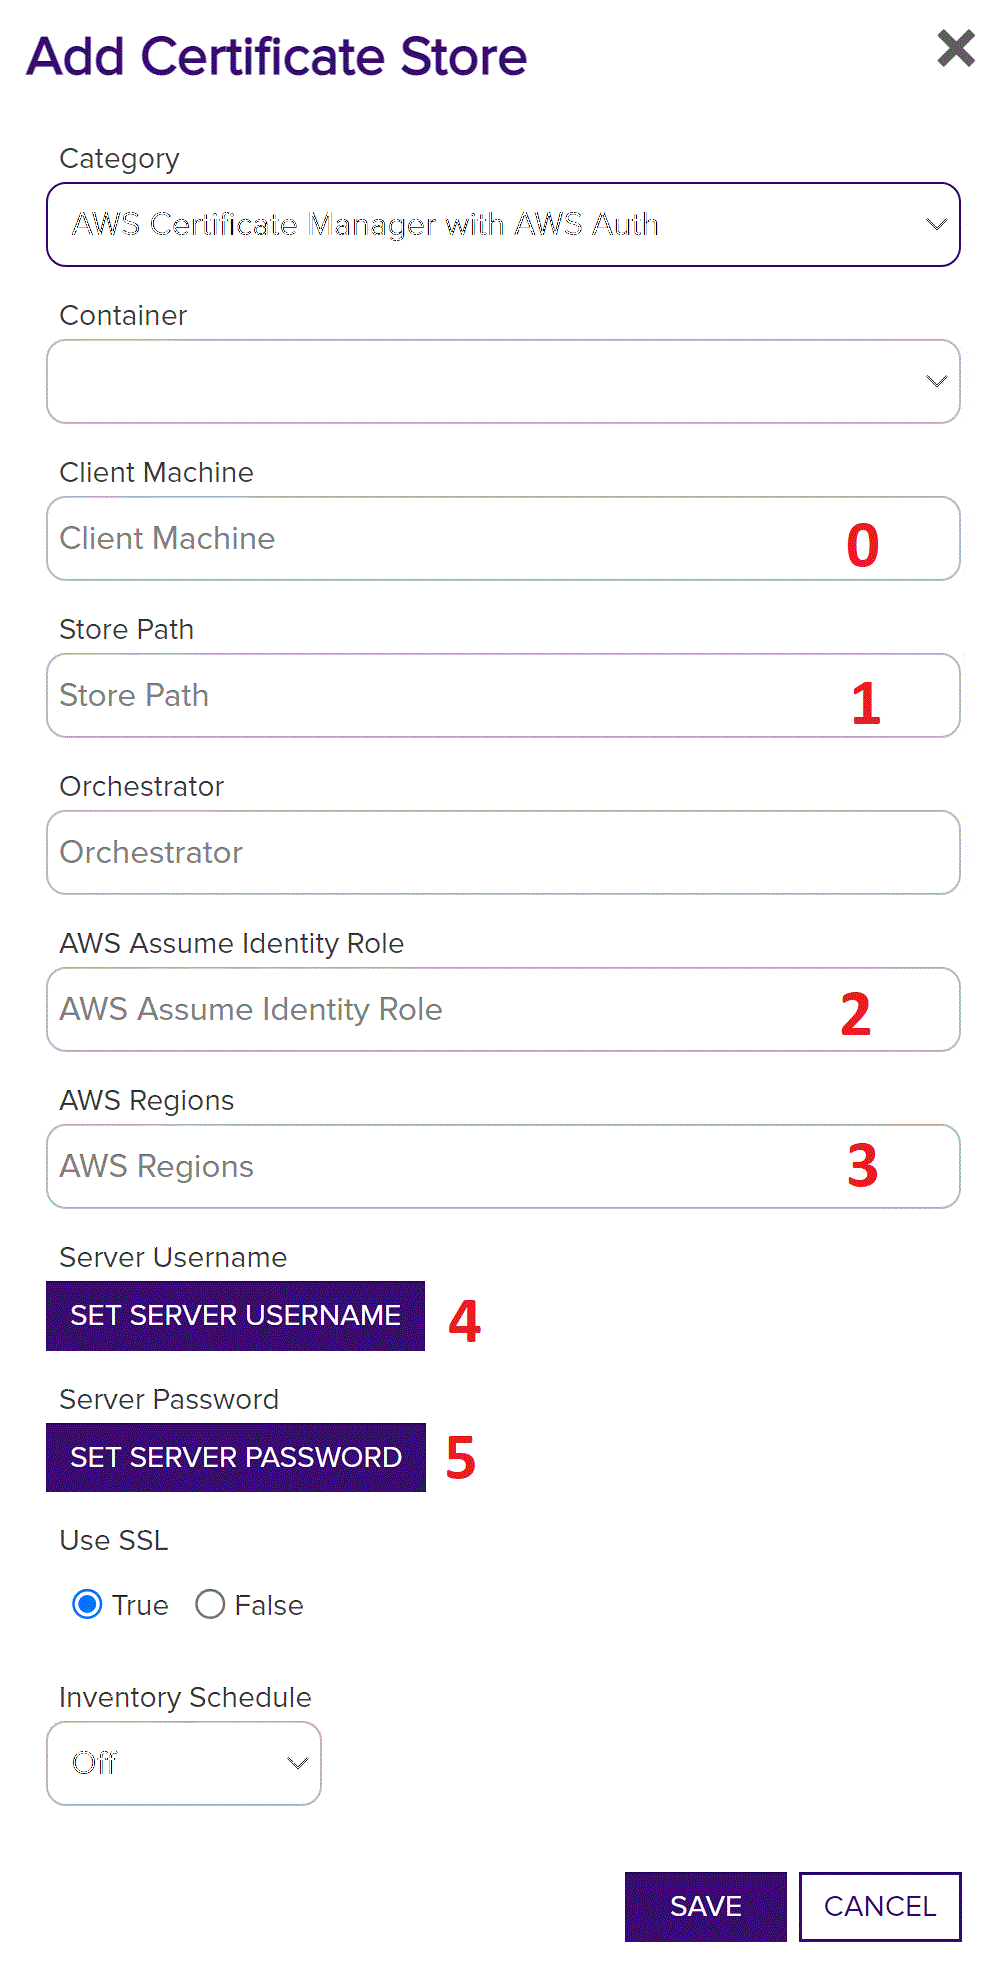 Add Certificate Store
Category
AWS Certificate Manager with AWS Auth
Container
Client Machine
Client Machine 0
Store Path
Store Path 1
Orchestrator
Orchestrator
AWS Assume Identity Role
AWS Assume Identity Role 2
AWS Regions
AWS Regions 3
Server Username
SET SERVER USERNAME 4
Server Password
SET SERVER PASSWORD 5
Use SSL
True False
Inventory Schedule
Off
SAVE CANCEL